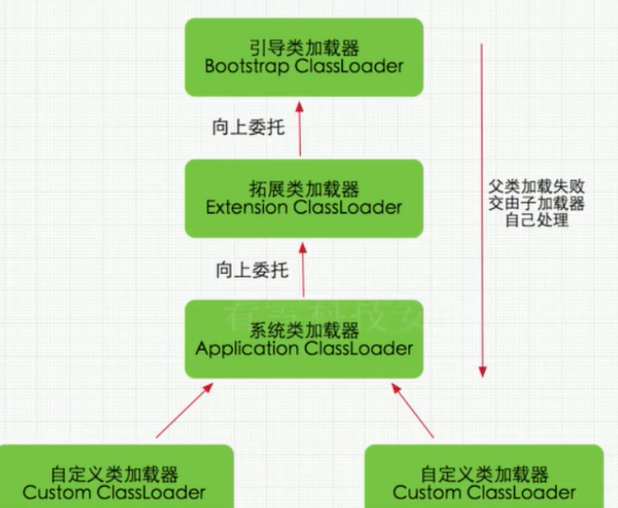 引导类加载器
Bootstrap ClassLoader
向上委托
拓展类加载器
Extension ClassLoader
父类加载失败
交由子加载器
自己处理
向上委托
系统类加载器
Application ClassLoader
自定义类加载器
Custom ClassLoader
自定义类加载器
Custom ClassLoader